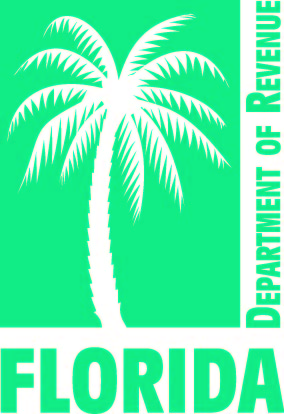 DEPARTMENT OF REVENUE
FLORIDA